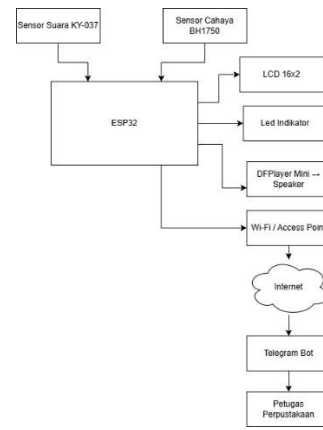 Sensor Suara KY-037
Sensor Cahaya
BH1750
ESP32
LCD 16x2
Led Indikator
DFPlayer Mini →
Speaker
Wi-Fi / Access Point
Internet
Telegram Bot
Petugas
Perpustakaan